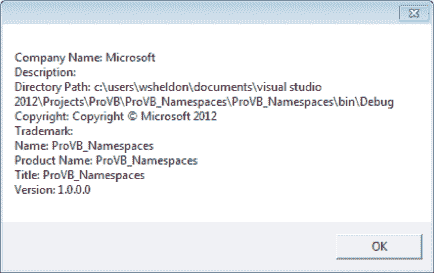 Company Name: Microsoft
Description:
Directory Path: c:\users\wsheldon\documents\visual studio
2012\Projects\ProVB\ProVB_Namespaces\ProVB_Namespaces\bin\Debug
Copyright: Copyright © Microsoft 2012
Trademark:
Name: ProVB_Namespaces
Product Name: ProVB_Namespaces
Title: ProVB_Namespaces
Version: 1.0.0.0
OK